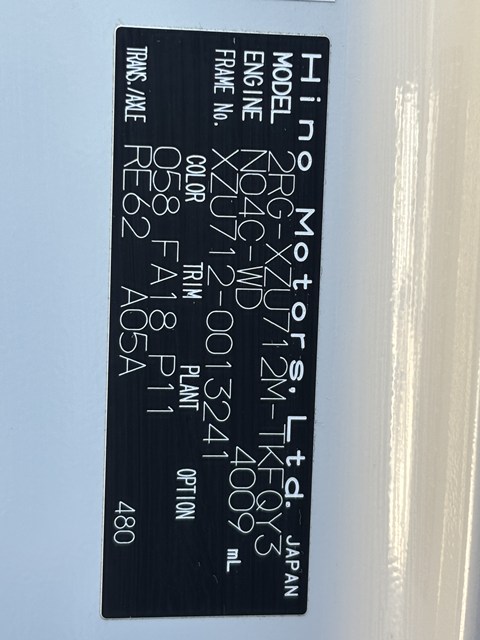 Hino Motors, Ltd. JAPAN
MODEL 2RG-XZU712M-TKFQY3
ENGINE N04C-WD 4009 mL
FRAME No. XZU712-0013241
COLOR TRIM PLANT OPTION
058 FA18 P11
TRANS./AXLE RE62 A05A 480